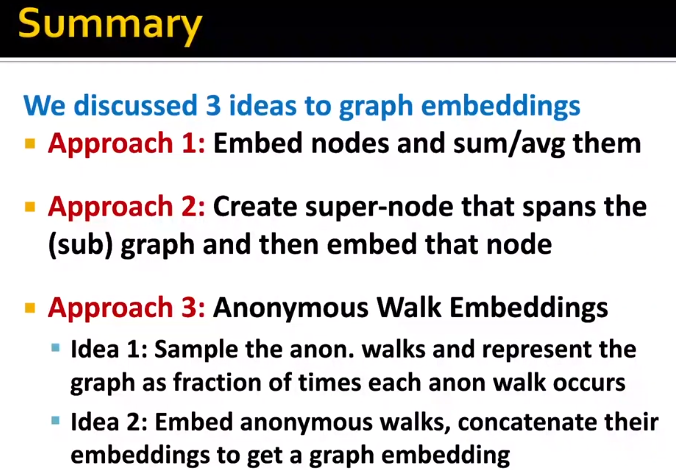 Summary
We discussed 3 ideas to graph embeddings
Approach 1: Embed nodes and sum/avg them
Approach 2: Create super-node that spans the
(sub) graph and then embed that node
Approach 3: Anonymous Walk Embeddings
Idea 1: Sample the anon. walks and represent the
graph as fraction of times each anon walk occurs
Idea 2: Embed anonymous walks, concatenate their
embeddings to get a graph embedding